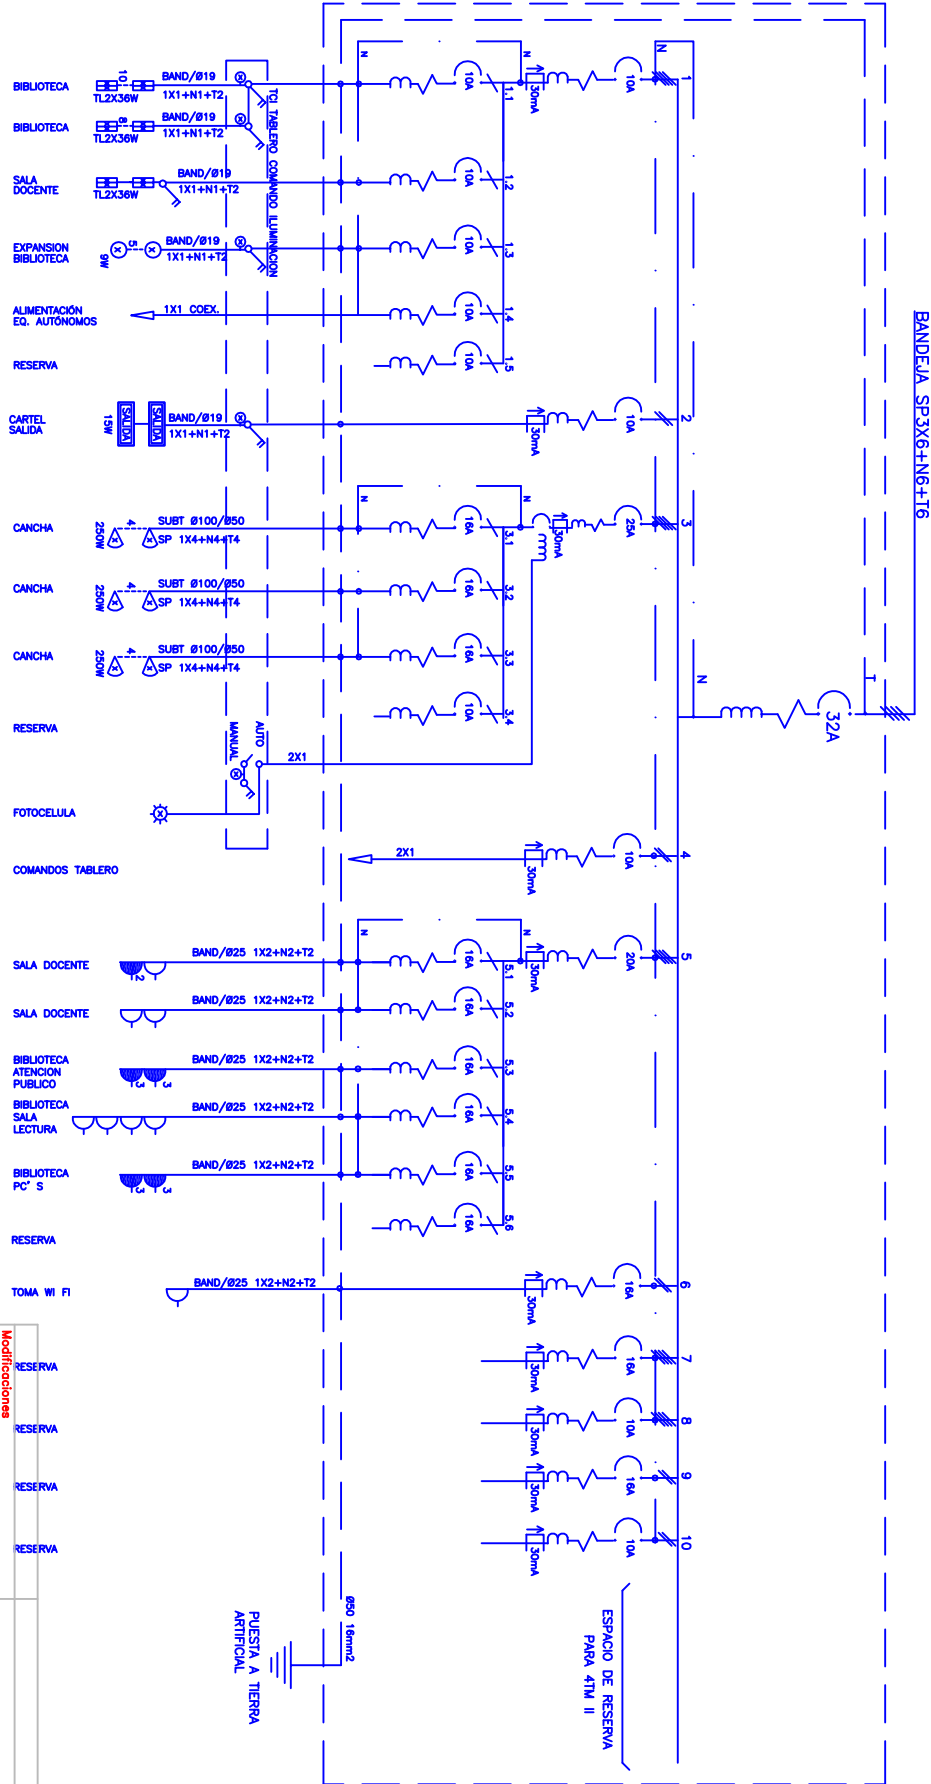 BANDEJA SP3X6+N6+T6
T
32A
N
N
1
10A
30mA
N
N
1.1
10A
BAND/Ø19
1X1+N1+T2
10
TL2X36W
BIBLIOTECA
TCI TABLERO COMANDO ILUMINACION
BAND/Ø19
1X1+N1+T2
8
TL2X36W
BIBLIOTECA
1.2
10A
BAND/Ø19
1X1+N1+T2
TL2X36W
SALA
DOCENTE
1.3
10A
BAND/Ø19
1X1+N1+T2
5
9W
EXPANSION
BIBLIOTECA
1.4
10A
1X1 COEX.
ALIMENTACIÓN
EQ. AUTÓNOMOS
1.5
10A
RESERVA
2
10A
30mA
BAND/Ø19
1X1+N1+T2
SALIDA
SALIDA
15W
CARTEL
SALIDA
3
25A
30mA
N
N
3.1
16A
SUBT Ø100/Ø50
SP 1X4+N4+T4
4
250W
CANCHA
3.2
16A
SUBT Ø100/Ø50
SP 1X4+N4+T4
4
250W
CANCHA
3.3
16A
SUBT Ø100/Ø50
SP 1X4+N4+T4
4
250W
CANCHA
3.4
10A
RESERVA
AUTO
MANUAL
2X1
FOTOCELULA
4
10A
30mA
2X1
COMANDOS TABLERO
5
20A
30mA
N
N
5.1
16A
BAND/Ø25 1X2+N2+T2
2
SALA DOCENTE
5.2
16A
BAND/Ø25 1X2+N2+T2
SALA DOCENTE
5.3
16A
BAND/Ø25 1X2+N2+T2
3
3
BIBLIOTECA
ATENCION
PUBLICO
5.4
16A
BAND/Ø25 1X2+N2+T2
BIBLIOTECA
SALA
LECTURA
5.5
16A
BAND/Ø25 1X2+N2+T2
3
3
BIBLIOTECA
PC' S
5.6
16A
RESERVA
6
16A
30mA
BAND/Ø25 1X2+N2+T2
TOMA WI FI
7
16A
30mA
RESERVA
8
10A
30mA
RESERVA
9
16A
30mA
RESERVA
10
10A
30mA
RESERVA
Modificaciones
ESPACIO DE RESERVA
PARA 4TM II
Ø50 16mm2
PUESTA A TIERRA
ARTIFICIAL